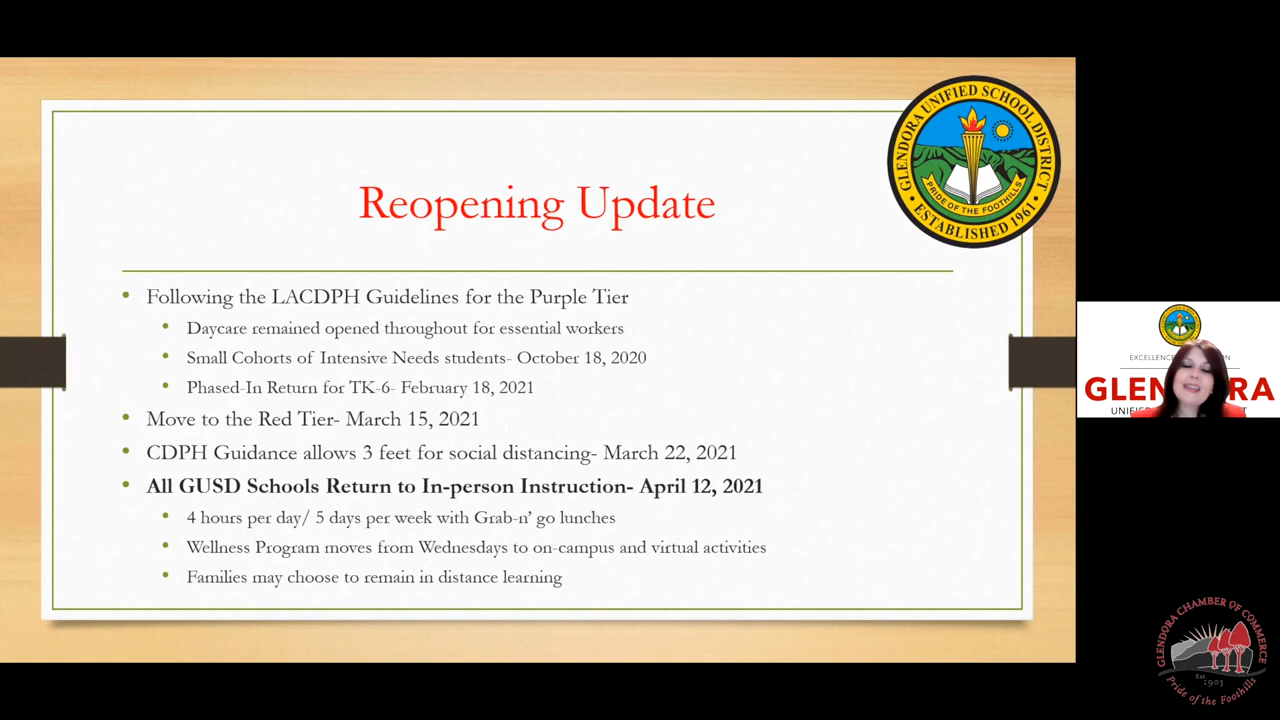 GLENDORA UNIFIED SCHOOL DISTRICT
PRIDE OF THE FOOTHILLS
• ESTABLISHED 1961 •
Reopening Update
• Following the LACDPH Guidelines for the Purple Tier
• Daycare remained opened throughout for essential workers
• Small Cohorts of Intensive Needs students- October 18, 2020
• Phased-In Return for TK-6- February 18, 2021
• Move to the Red Tier- March 15, 2021
• CDPH Guidance allows 3 feet for social distancing- March 22, 2021
• All GUSD Schools Return to In-person Instruction- April 12, 2021
• 4 hours per day/ 5 days per week with Grab-n’ go lunches
• Wellness Program moves from Wednesdays to on-campus and virtual activities
• Families may choose to remain in distance learning
GLENDORA CHAMBER OF COMMERCE
Est.
1903
Pride of the Foothills